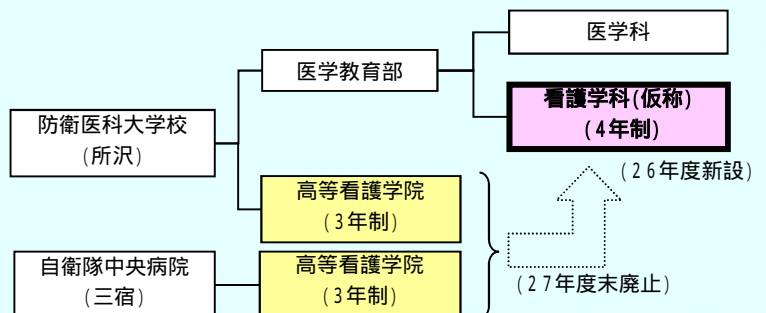 医学科
医学教育部
看護学科(仮称)
(4年制)
防衛医科大学校
(所沢)
(26年度新設)
高等看護学院
(3年制)
自衛隊中央病院
(三宿)
高等看護学院
(3年制)
(27年度末廃止)